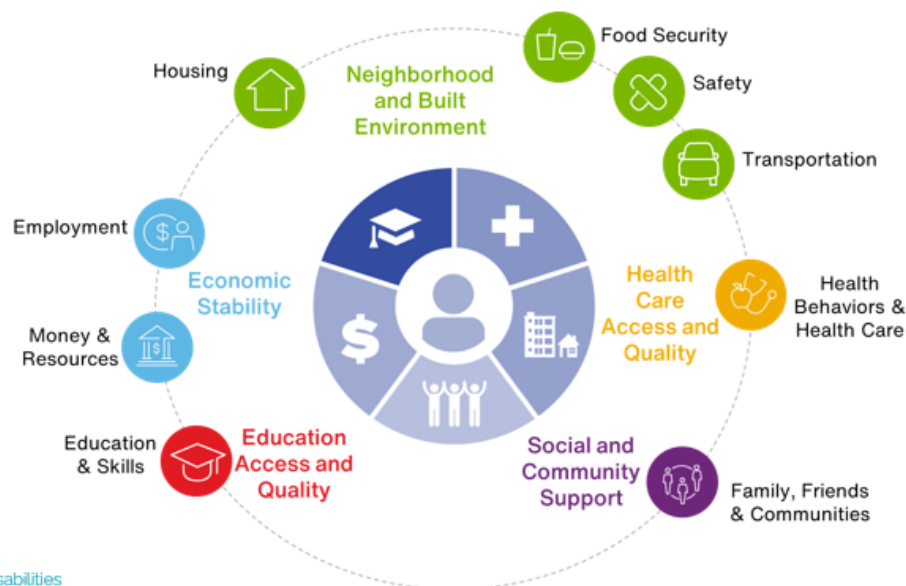 Food Security
Housing
Neighborhood
and Built
Environment
Safety
Transportation
Employment
Economic
Stability
Health
Care
Access and
Quality
Health
Behaviors &
Health Care
Money &
Resources
Education
& Skills
Education
Access and
Quality
Social and
Community
Support
Family, Friends
& Communities
sabilities